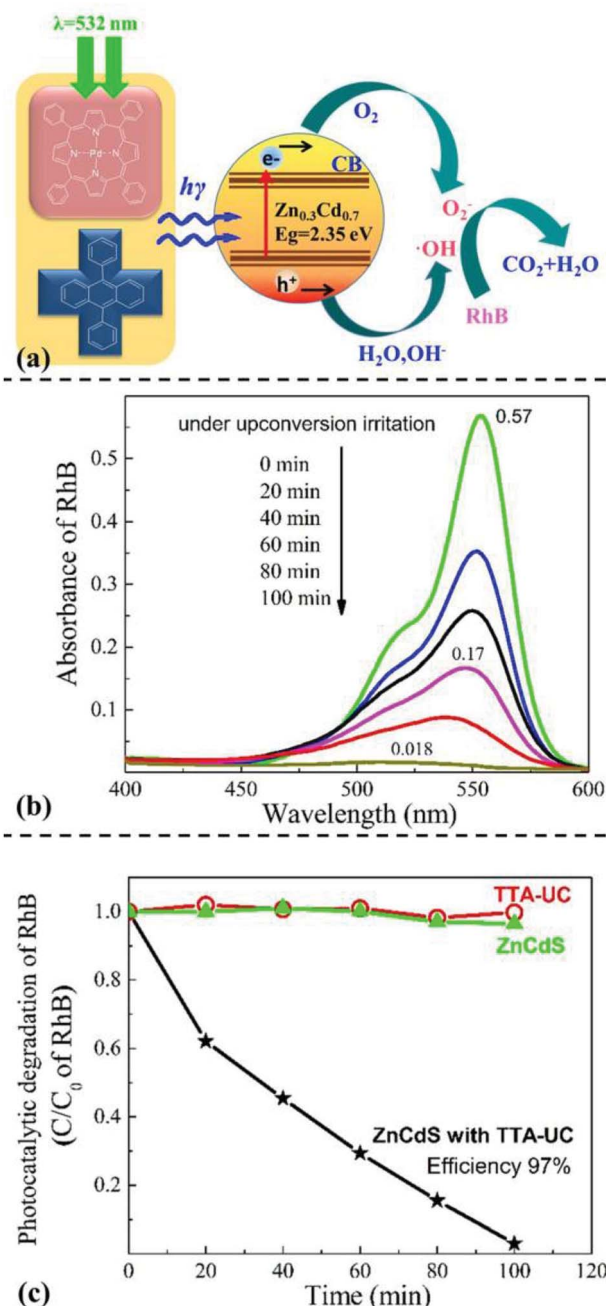 λ=532 nm
Pd
N
N
N
N
hγ
e-
CB
Zn0.3Cd0.7
Eg=2.35 eV
h+
O2
O2-
·OH
RhB
CO2+H2O
H2O,OH-
(a)
under upconversion irritation
0 min
20 min
40 min
60 min
80 min
100 min
0.57
0.17
0.018
Absorbance of RhB
0.5
0.4
0.3
0.2
0.1
400 450 500 550 600
Wavelength (nm)
(b)
TTA-UC
ZnCdS
ZnCdS with TTA-UC
Efficiency 97%
Photocatalytic degradation of RhB
(C/C0 of RhB)
1.0
0.8
0.6
0.4
0.2
0 20 40 60 80 100 120
Time (min)
(c)